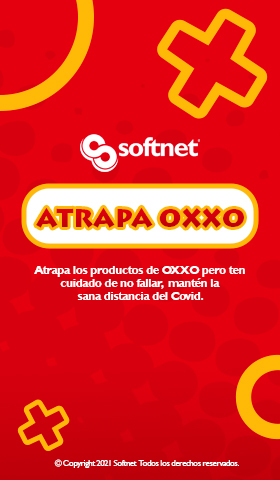 softnet
ATRAPA OXXO
Atrapa los productos de OXXO pero ten
cuidado de no fallar, mantén la
sana distancia del Covid.
© Copyright 2021 Softnet Todos los derechos reservados.